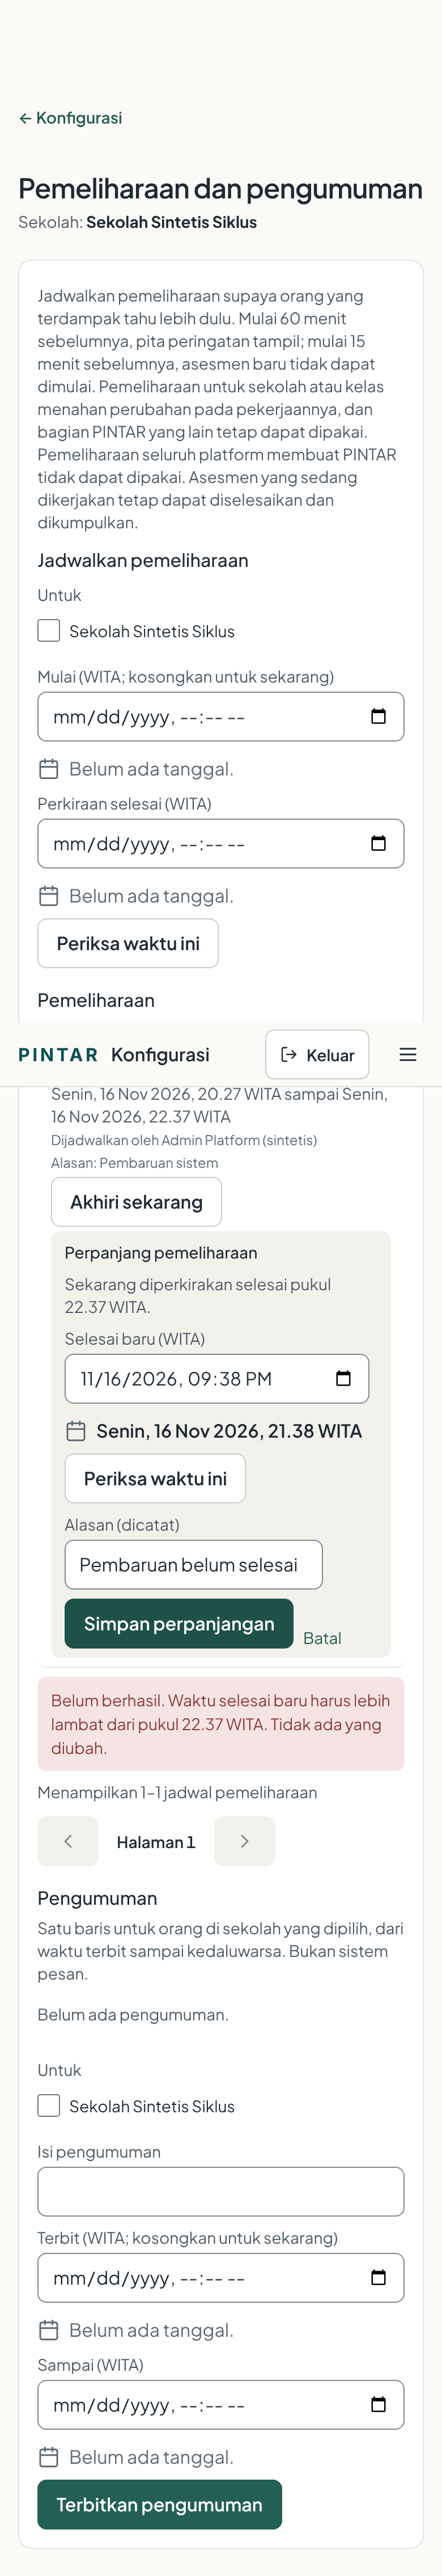 ← Konfigurasi
Pemeliharaan dan pengumuman
Sekolah: Sekolah Sintetis Siklus
Jadwalkan pemeliharaan supaya orang yang
terdampak tahu lebih dulu. Mulai 60 menit
sebelumnya, pita peringatan tampil; mulai 15
menit sebelumnya, asesmen baru tidak dapat
dimulai. Pemeliharaan untuk sekolah atau kelas
menahan perubahan pada pekerjaannya, dan
bagian PINTAR yang lain tetap dapat dipakai.
Pemeliharaan seluruh platform membuat PINTAR
tidak dapat dipakai. Asesmen yang sedang
dikerjakan tetap dapat diselesaikan dan
dikumpulkan.
Jadwalkan pemeliharaan
Untuk
Sekolah Sintetis Siklus
Mulai (WITA; kosongkan untuk sekarang)
mm/dd/yyyy, --:-- --
Belum ada tanggal.
Perkiraan selesai (WITA)
mm/dd/yyyy, --:-- --
Belum ada tanggal.
Periksa waktu ini
Pemeliharaan
PINTAR Konfigurasi Keluar
Senin, 16 Nov 2026, 20.27 WITA sampai Senin,
16 Nov 2026, 22.37 WITA
Dijadwalkan oleh Admin Platform (sintetis)
Alasan: Pembaruan sistem
Akhiri sekarang
Perpanjang pemeliharaan
Sekarang diperkirakan selesai pukul
22.37 WITA.
Selesai baru (WITA)
11/16/2026, 09:38 PM
Senin, 16 Nov 2026, 21.38 WITA
Periksa waktu ini
Alasan (dicatat)
Pembaruan belum selesai
Simpan perpanjangan Batal
Belum berhasil. Waktu selesai baru harus lebih
lambat dari pukul 22.37 WITA. Tidak ada yang
diubah.
Menampilkan 1–1 jadwal pemeliharaan
Halaman 1
Pengumuman
Satu baris untuk orang di sekolah yang dipilih, dari
waktu terbit sampai kedaluwarsa. Bukan sistem
pesan.
Belum ada pengumuman.
Untuk
Sekolah Sintetis Siklus
Isi pengumuman
Terbit (WITA; kosongkan untuk sekarang)
mm/dd/yyyy, --:-- --
Belum ada tanggal.
Sampai (WITA)
mm/dd/yyyy, --:-- --
Belum ada tanggal.
Terbitkan pengumuman